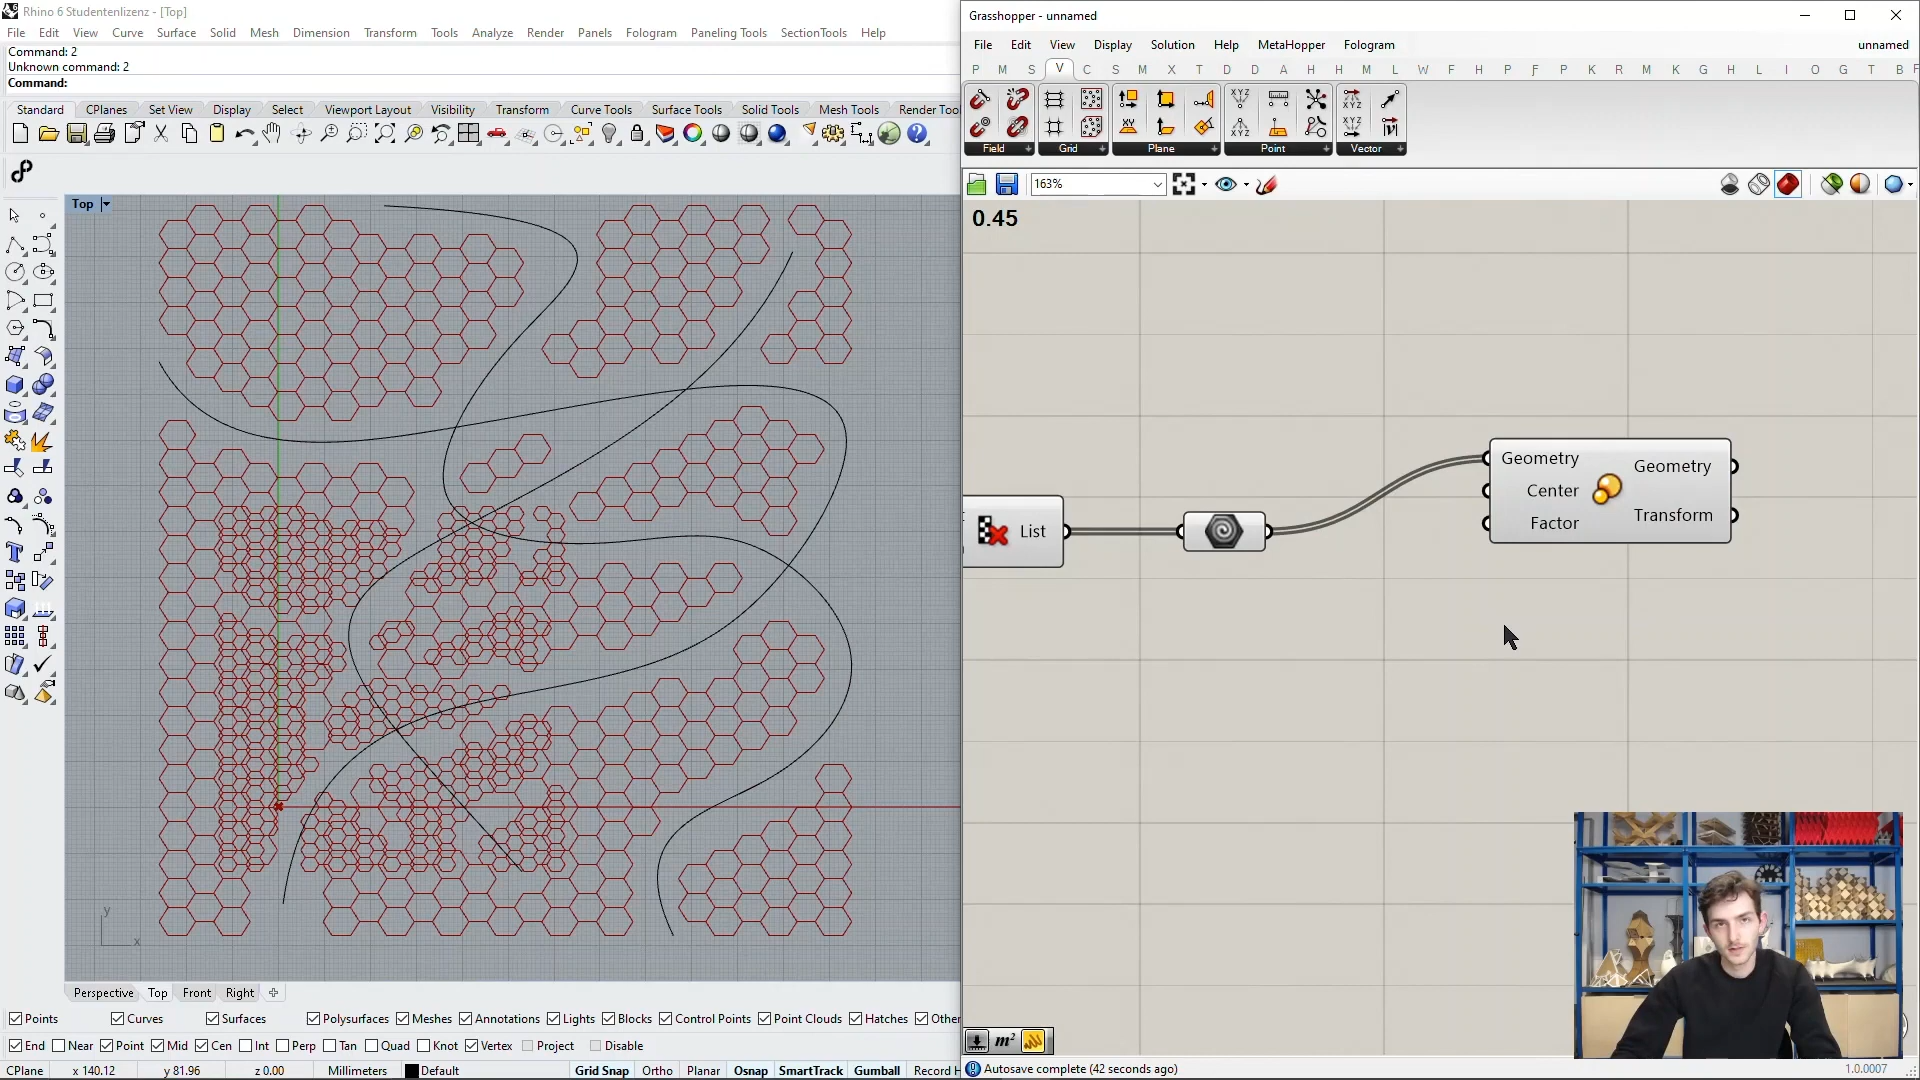 Rhino 6 Studentenlizenz - [Top]
File Edit View Curve Surface Solid Mesh Dimension Transform Tools Analyze Render Panels Fologram Paneling Tools SectionTools Help
Command: 2
Unknown command: 2
Command:
Standard CPlanes Set View Display Select Viewport Layout Visibility Transform Curve Tools Surface Tools Solid Tools Mesh Tools Render Too
Top
y
x
Perspective Top Front Right
Points Curves Surfaces Polysurfaces Meshes Annotations Lights Blocks Control Points Point Clouds Hatches Other
End Near Point Mid Cen Int Perp Tan Quad Knot Vertex Project Disable
CPlane x 140.12 y 81.96 z 0.00 Millimeters Default Grid Snap Ortho Planar Osnap SmartTrack Gumball Record H
Grasshopper - unnamed
File Edit View Display Solution Help MetaHopper Fologram unnamed
P M S V C S M X T D D A H H M L W F H P F P K R M K G H L I O G T B F
Field Grid Plane Point Vector
163%
0.45
List
Geometry
Center
Factor
Geometry
Transform
m²
Autosave complete (42 seconds ago)
1.0.0007